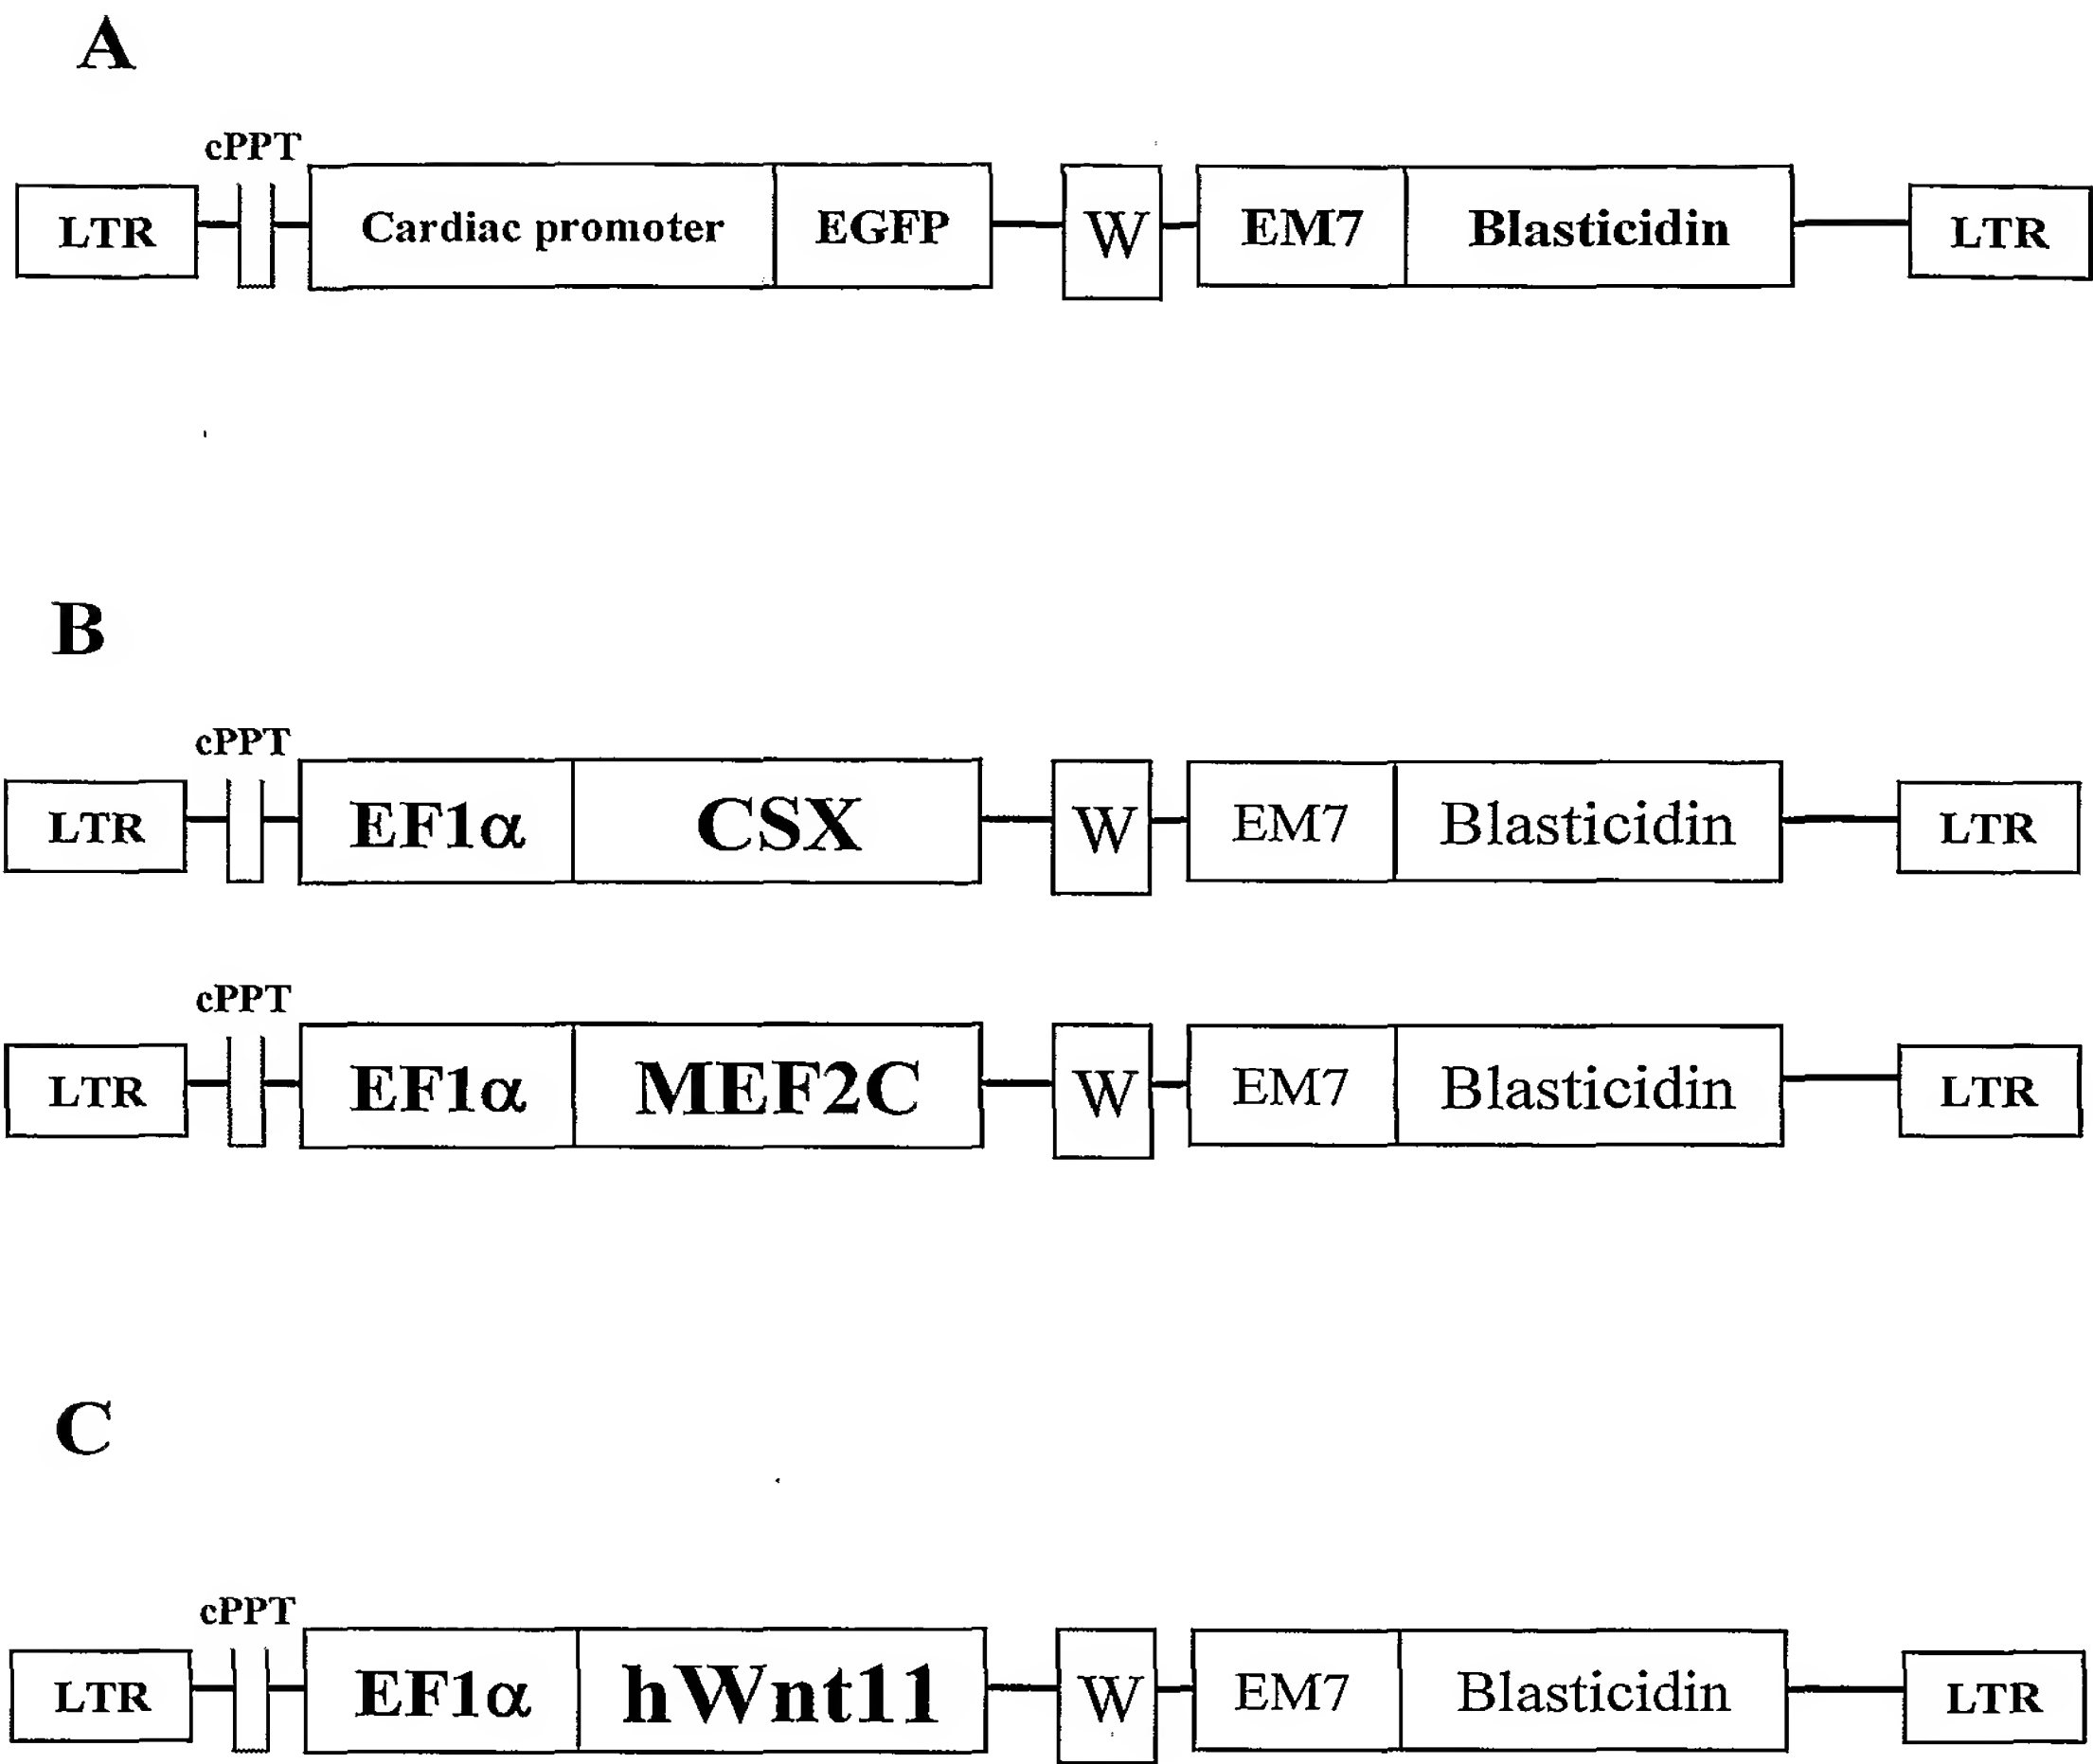 A
cPPT
LTR Cardiac promoter EGFP W EM7 Blasticidin LTR
B
cPPT
LTR EF1α CSX W EM7 Blasticidin LTR
cPPT
LTR EF1α MEF2C W EM7 Blasticidin LTR
C
cPPT
LTR EF1α hWnt11 W EM7 Blasticidin LTR